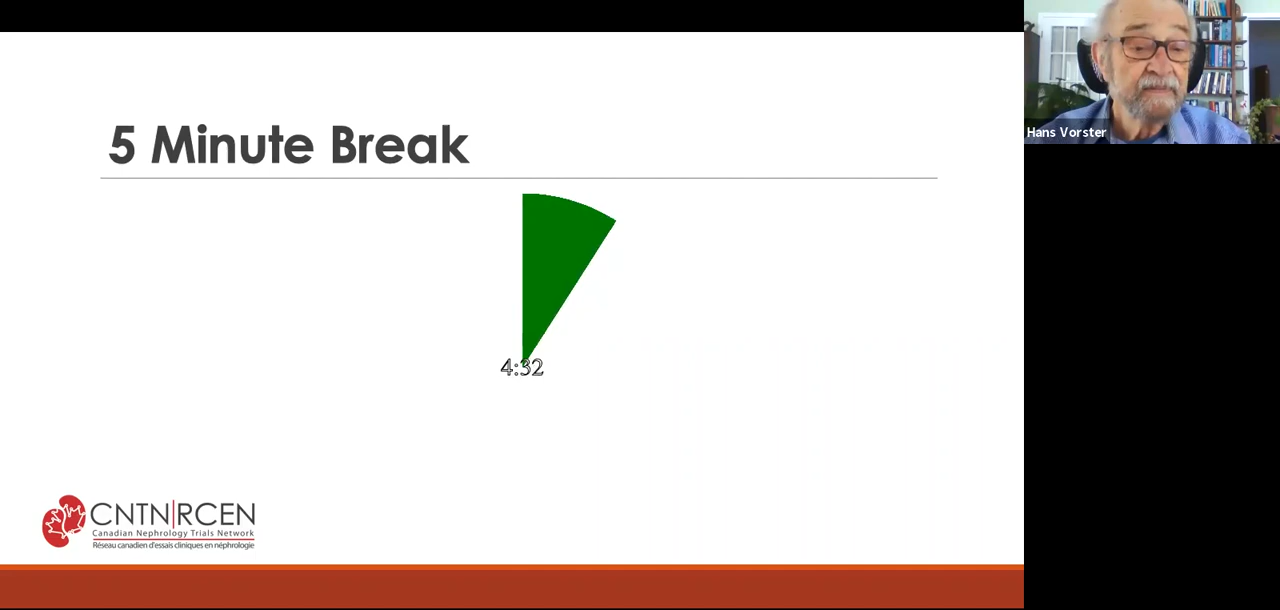 5 Minute Break
4:32
CNTN|RCEN
Canadian Nephrology Trials Network
Réseau canadien d'essais cliniques en néphrologie
Hans Vorster